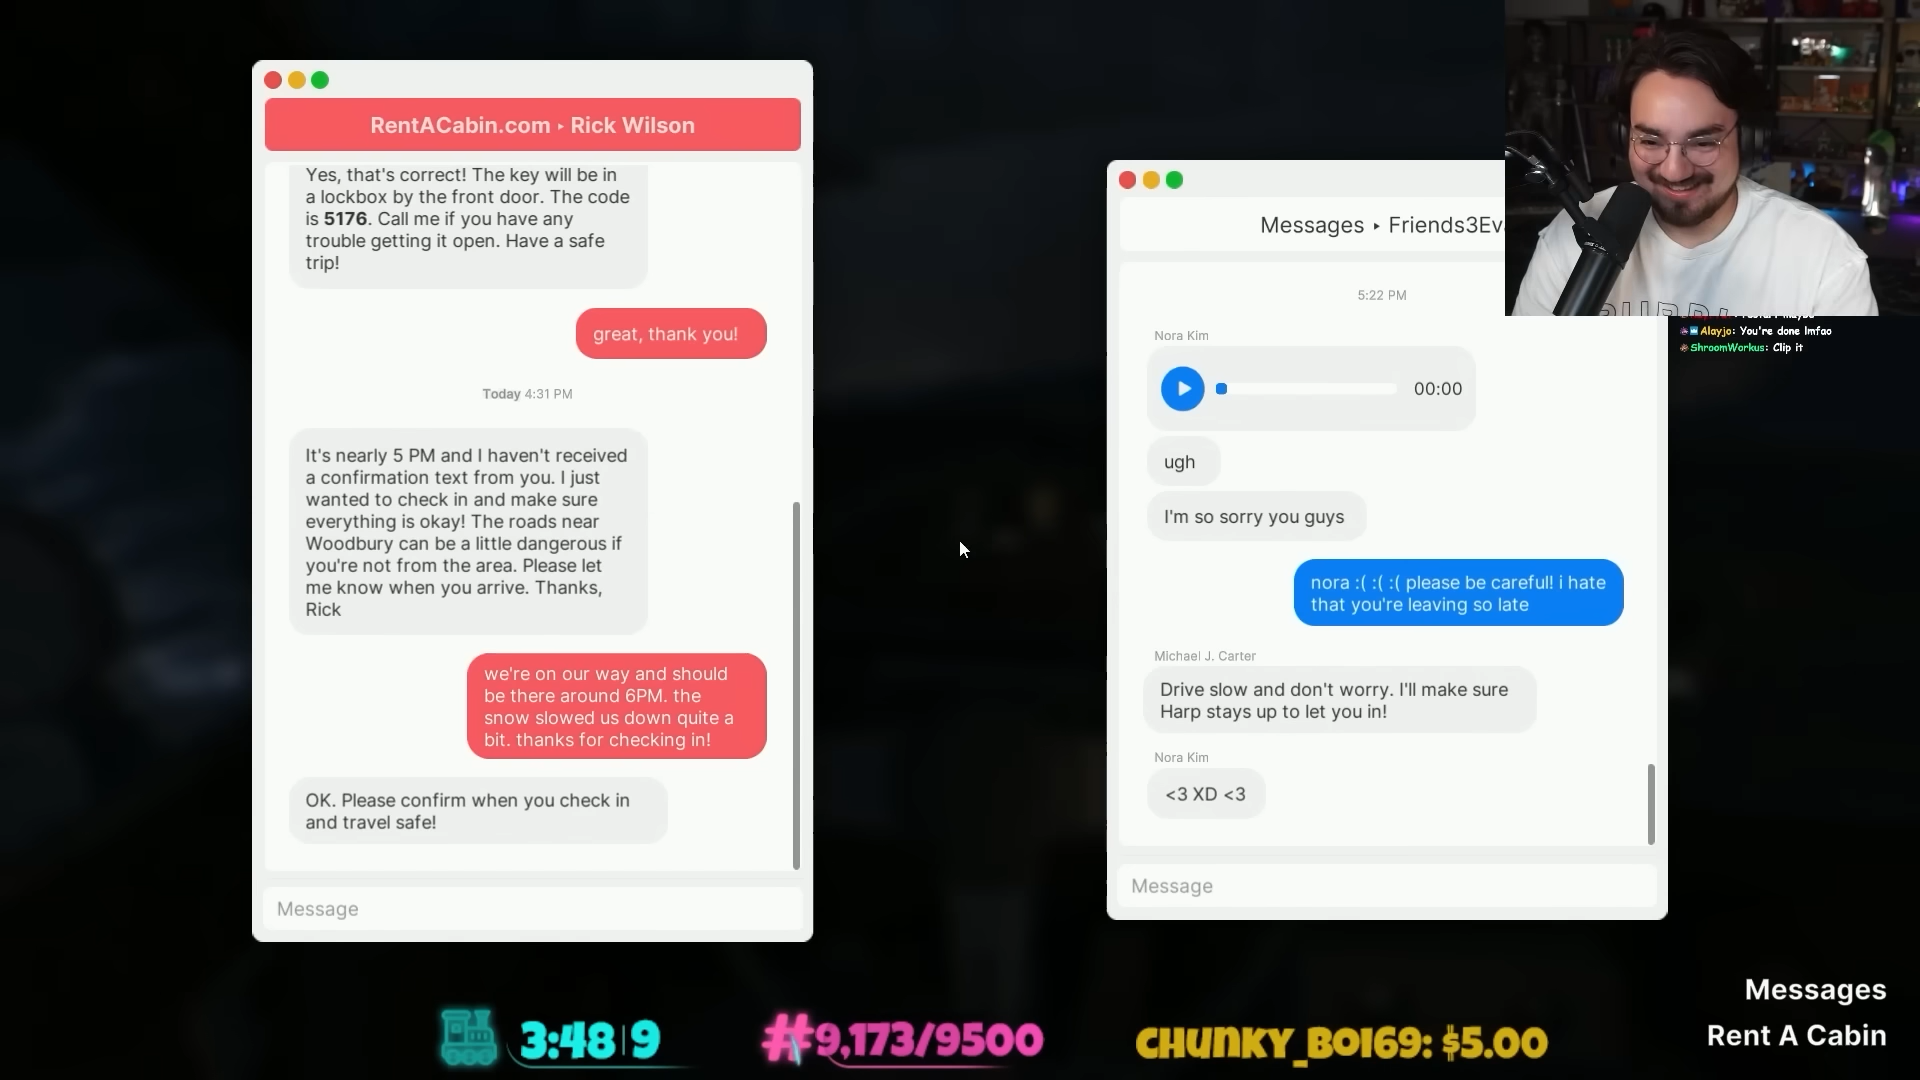 RentACabin.com ▸ Rick Wilson
Yes, that's correct! The key will be in
a lockbox by the front door. The code
is 5176. Call me if you have any
trouble getting it open. Have a safe
trip!
great, thank you!
Today 4:31 PM
It's nearly 5 PM and I haven't received
a confirmation text from you. I just
wanted to check in and make sure
everything is okay! The roads near
Woodbury can be a little dangerous if
you're not from the area. Please let
me know when you arrive. Thanks,
Rick
we're on our way and should
be there around 6PM. the
snow slowed us down quite a
bit. thanks for checking in!
OK. Please confirm when you check in
and travel safe!
Message
Messages ▸ Friends3Ev
5:22 PM
Nora Kim
00:00
ugh
I'm so sorry you guys
nora :( :( :( please be careful! i hate
that you're leaving so late
Michael J. Carter
Drive slow and don't worry. I'll make sure
Harp stays up to let you in!
Nora Kim
<3 XD <3
Message
Alayjo: You're done lmfao
ShroomWorkus: Clip it
Messages
Rent A Cabin
3:48|9
#9,173/9500
CHUNKY_BOI69: $5.00